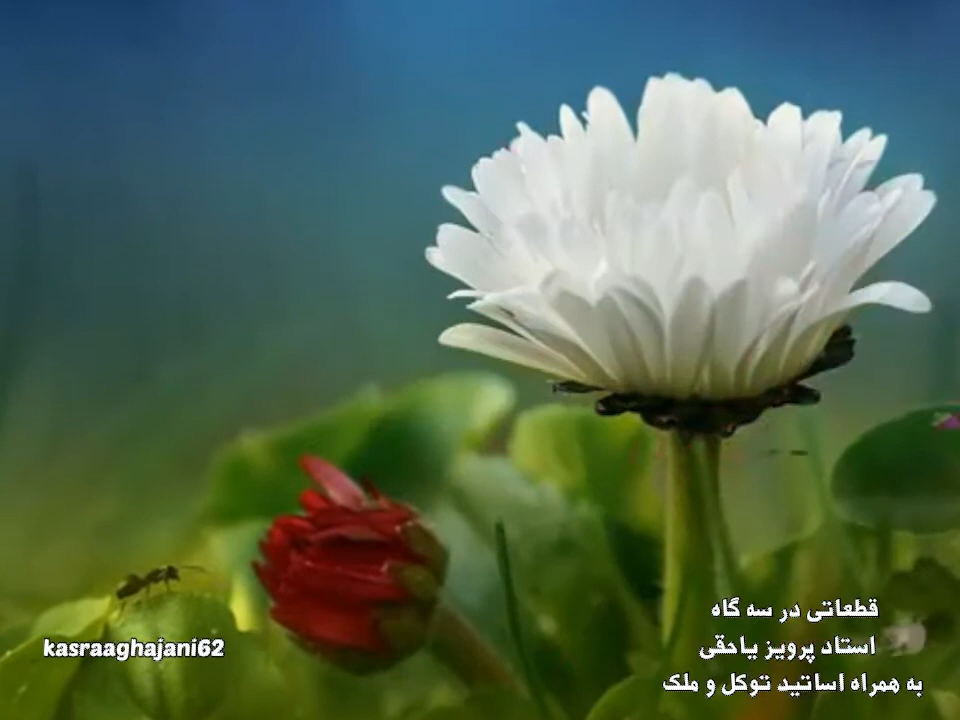 قطعاتی در سه گاه
استاد پرویز یاحقی
به همراه اساتید توکل و ملک
kasraaghajani62